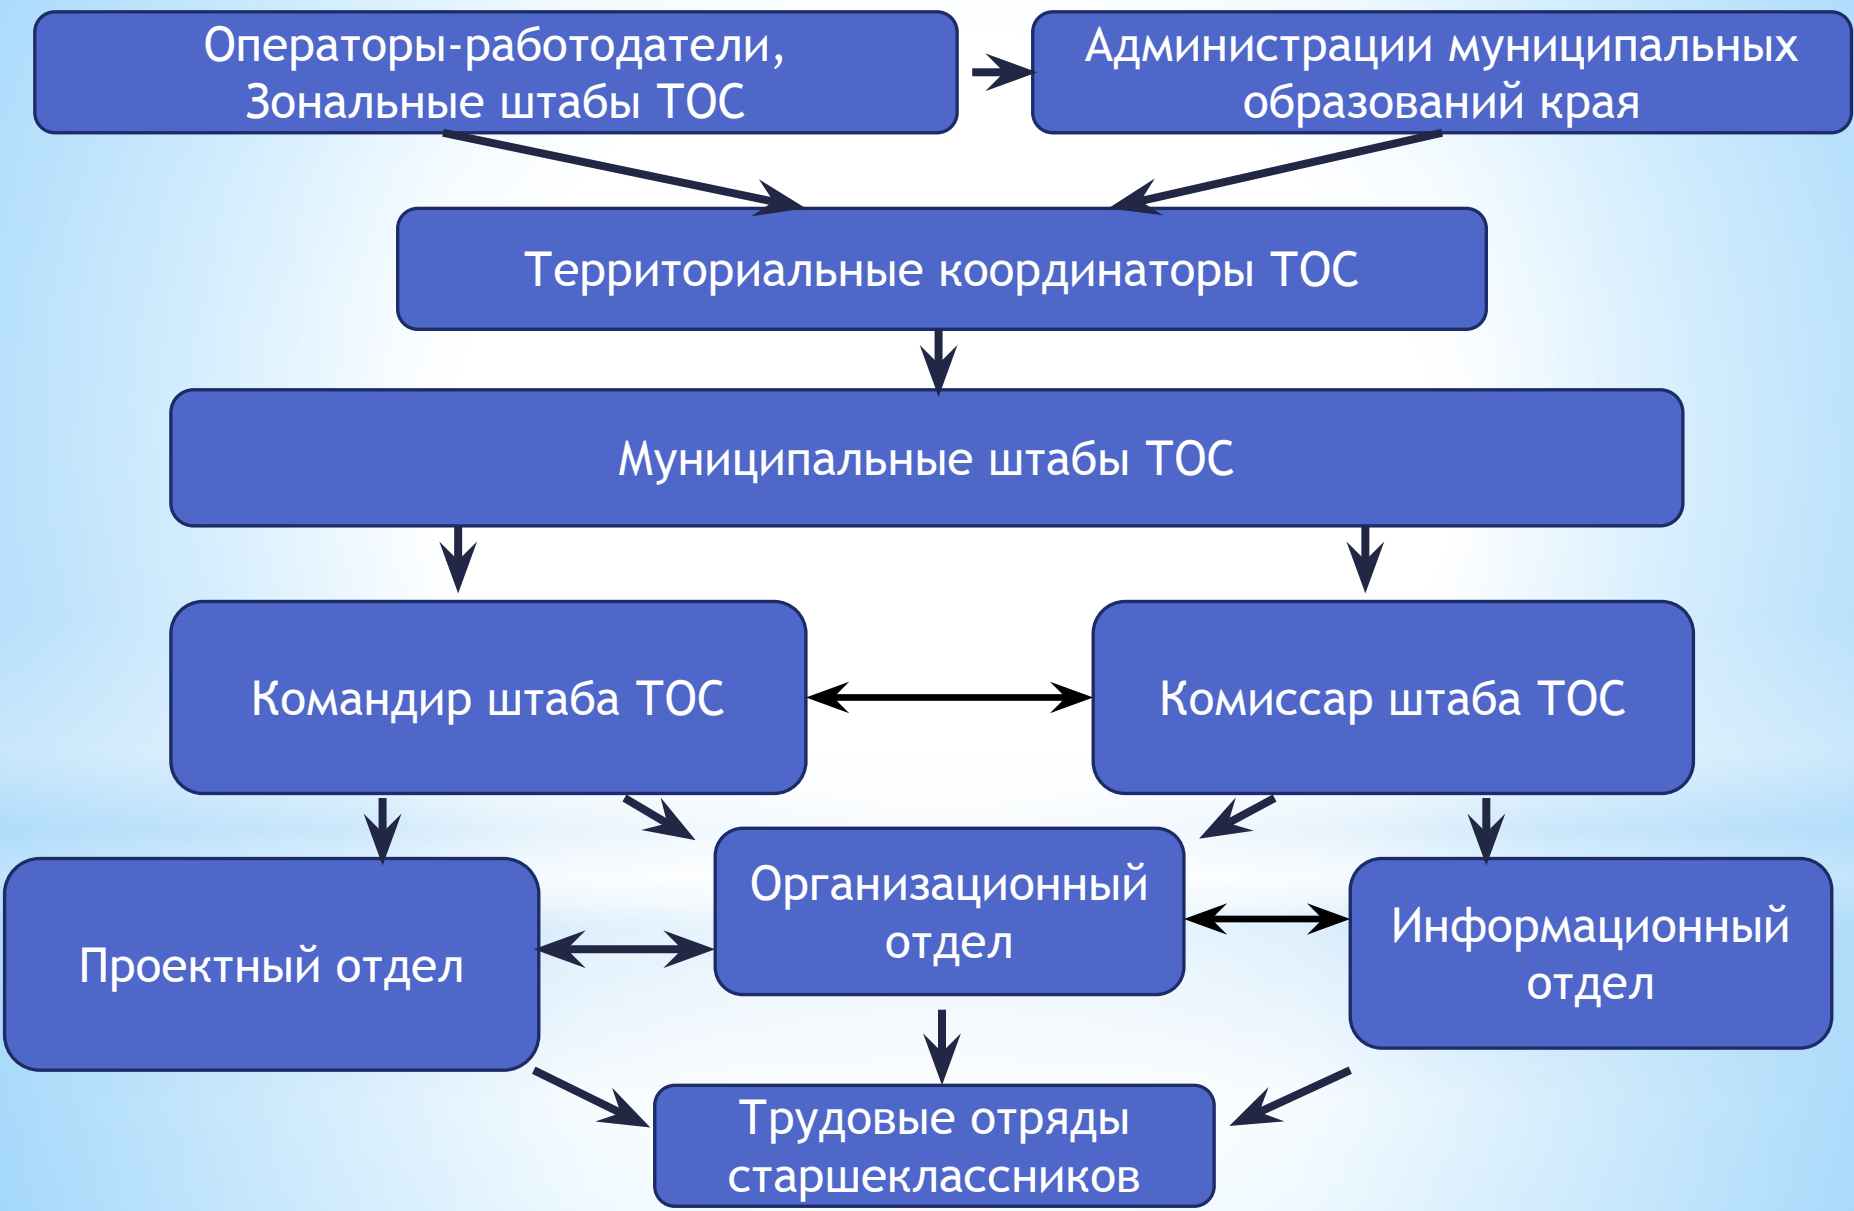 Операторы-работодатели,
Зональные штабы ТОС
Администрации муниципальных
образований края
Территориальные координаторы ТОС
Муниципальные штабы ТОС
Командир штаба ТОС
Комиссар штаба ТОС
Проектный отдел
Организационный
отдел
Информационный
отдел
Трудовые отряды
старшеклассников